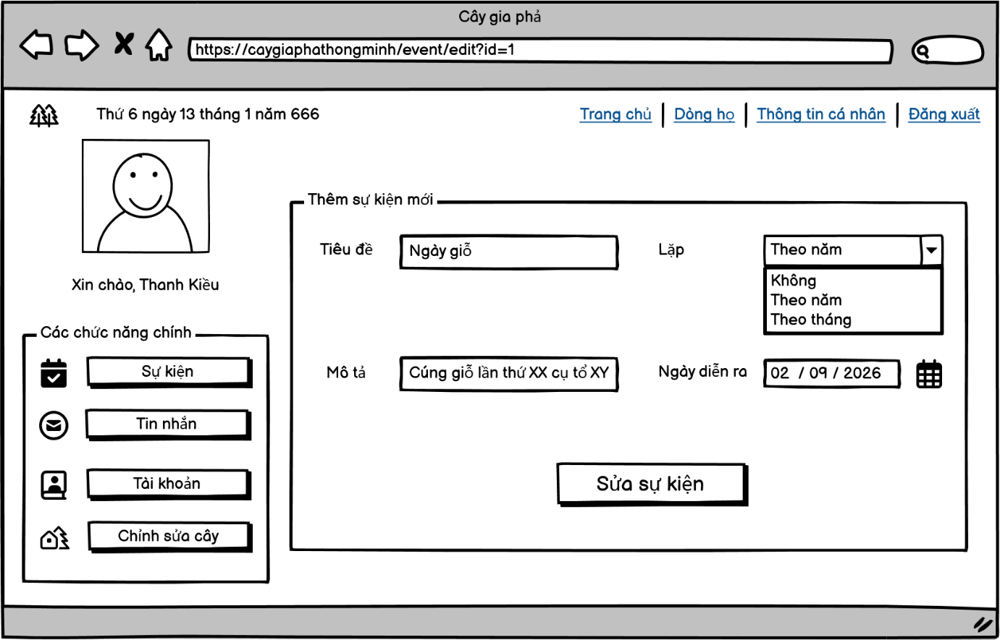 Cây gia phả
https://caygiaphathongminh/event/edit?id=1
Thứ 6 ngày 13 tháng 1 năm 666
Trang chủ | Dòng họ | Thông tin cá nhân | Đăng xuất
Xin chào, Thanh Kiều
Các chức năng chính
Sự kiện
Tin nhắn
Tài khoản
Chỉnh sửa cây
Thêm sự kiện mới
Tiêu đề
Ngày giỗ
Lặp
Theo năm
Không
Theo năm
Theo tháng
Mô tả
Cúng giỗ lần thứ XX cụ tổ XY
Ngày diễn ra
02 / 09 / 2026
Sửa sự kiện